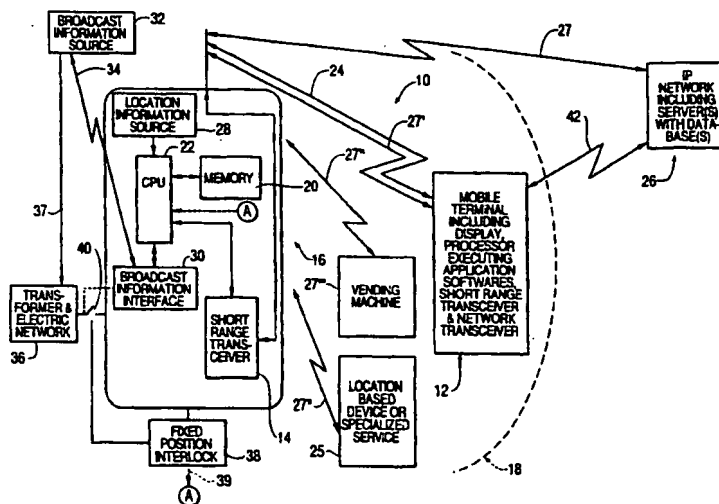 BROADCAST
INFORMATION
SOURCE
32
34
24
10
27
LOCATION
INFORMATION
SOURCE
28
27'
27"
IP
NETWORK
INCLUDING
SERVER(S)
WITH DATA-
BASE(S)
26
42
22
CPU
MEMORY
20
A
37
40
16
30
BROADCAST
INFORMATION
INTERFACE
TRANS-
FORMER &
ELECTRIC
NETWORK
36
SHORT
RANGE
TRANS-
CEIVER
14
VENDING
MACHINE
MOBILE
TERMINAL
INCLUDING
DISPLAY,
PROCESSOR
EXECUTING
APPLICATION
SOFTWARES,
SHORT RANGE
TRANSCEIVER
& NETWORK
TRANSCEIVER
12
LOCATION
BASED
DEVICE OR
SPECIALIZED
SERVICE
25
18
FIXED
POSITION
INTERLOCK
38
39
A